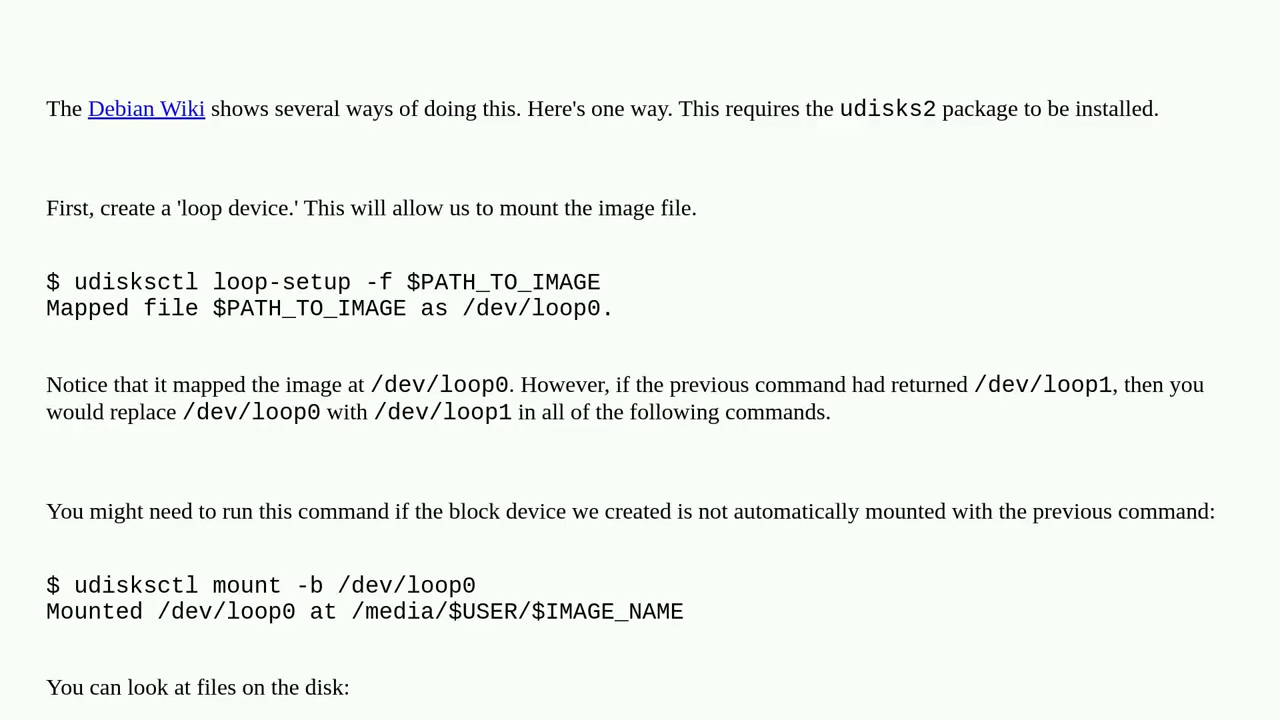 The Debian Wiki shows several ways of doing this. Here's one way. This requires the udisks2 package to be installed.
First, create a 'loop device.' This will allow us to mount the image file.
$ udisksctl loop-setup -f $PATH_TO_IMAGE
Mapped file $PATH_TO_IMAGE as /dev/loop0.
Notice that it mapped the image at /dev/loop0. However, if the previous command had returned /dev/loop1, then you
would replace /dev/loop0 with /dev/loop1 in all of the following commands.
You might need to run this command if the block device we created is not automatically mounted with the previous command:
$ udisksctl mount -b /dev/loop0
Mounted /dev/loop0 at /media/$USER/$IMAGE_NAME
You can look at files on the disk: